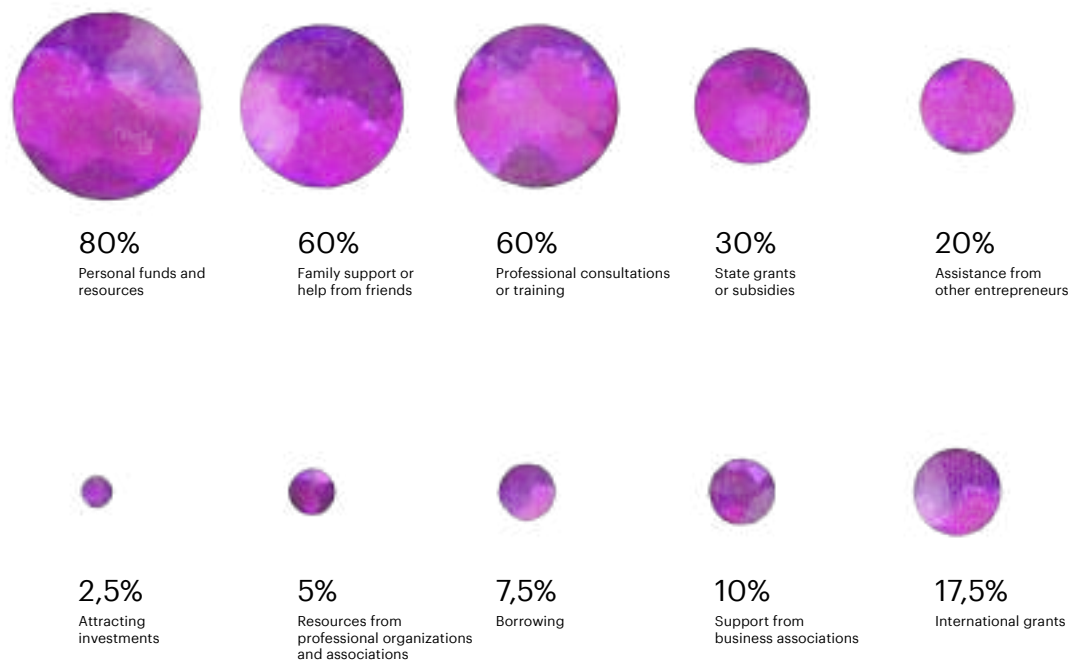 80%
Personal funds and
resources
60%
Family support or
help from friends
60%
Professional consultations
or training
30%
State grants
or subsidies
20%
Assistance from
other entrepreneurs
2,5%
Attracting
investments
5%
Resources from
professional organizations
and associations
7,5%
Borrowing
10%
Support from
business associations
17,5%
International grants